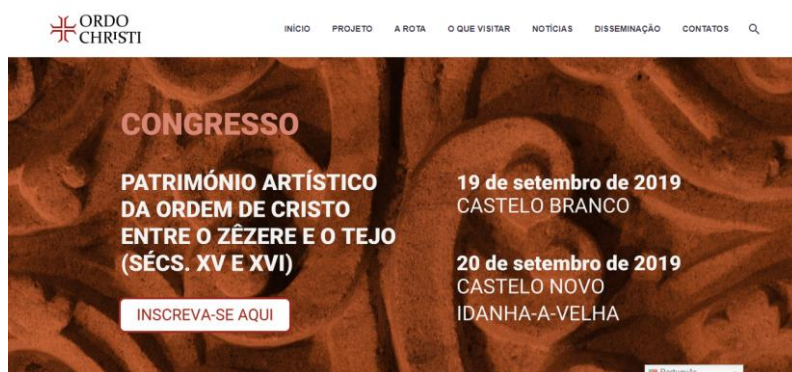 ORDO
CHRISTI
INÍCIO PROJETO A ROTA O QUE VISITAR NOTÍCIAS DISSEMINAÇÃO CONTATOS
CONGRESSO
PATRIMÓNIO ARTÍSTICO
DA ORDEM DE CRISTO
ENTRE O ZÊZERE E O TEJO
(SÉCS. XV E XVI)
INSCREVA-SE AQUI
19 de setembro de 2019
CASTELO BRANCO
20 de setembro de 2019
CASTELO NOVO
IDANHA-A-VELHA